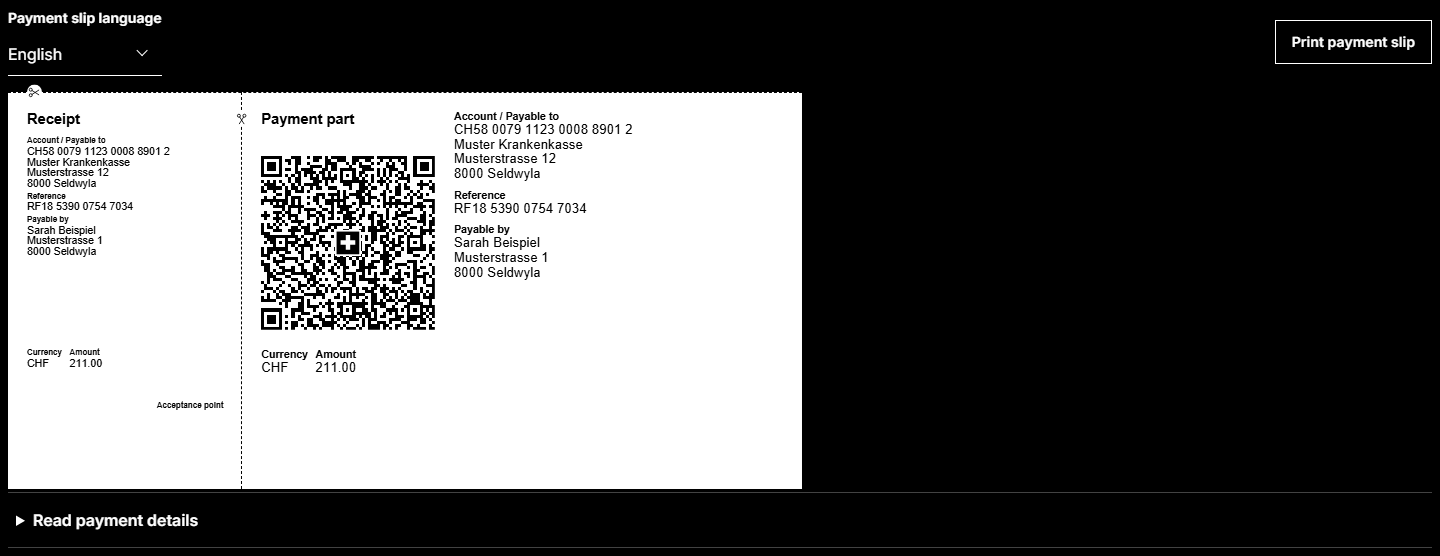 Payment slip language
English
Print payment slip
Receipt
Account / Payable to
CH58 0079 1123 0008 8901 2
Muster Krankenkasse
Musterstrasse 12
8000 Seldwyla
Reference
RF18 5390 0754 7034
Payable by
Sarah Beispiel
Musterstrasse 1
8000 Seldwyla
Currency Amount
CHF 211.00
Acceptance point
Payment part
Currency Amount
CHF 211.00
Account / Payable to
CH58 0079 1123 0008 8901 2
Muster Krankenkasse
Musterstrasse 12
8000 Seldwyla
Reference
RF18 5390 0754 7034
Payable by
Sarah Beispiel
Musterstrasse 1
8000 Seldwyla
Read payment details